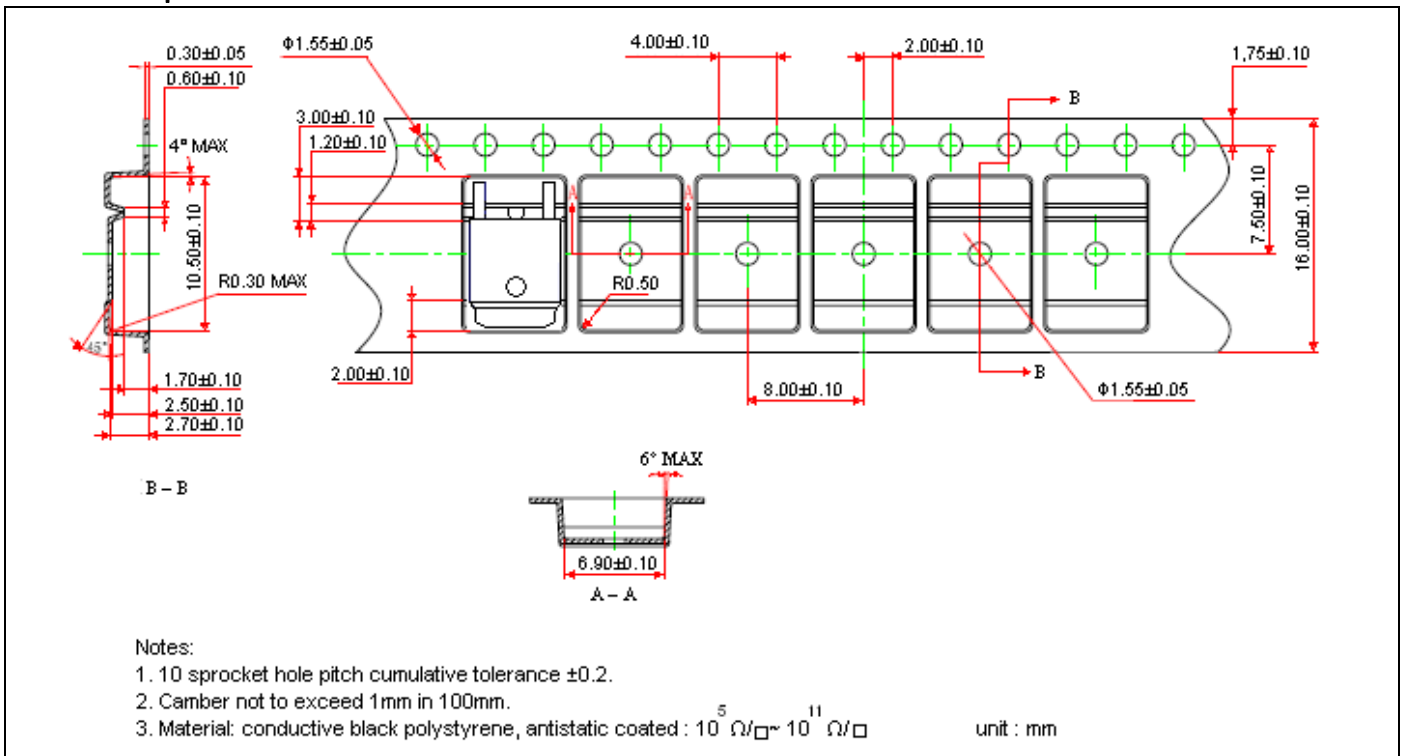 0.30±0.05
Φ1.55±0.05
4.00±0.10
2.00±0.10
1,75±0.10
0.60±0.10
B
3.00±0.10
4° MAX
1.20±0.10
A
A
10.50±0.10
7.50±0.10
16.00±0.10
R0.30 MAX
R0.50
45°
1.70±0.10
2.00±0.10
8.00±0.10
B
Φ1.55±0.05
2.50±0.10
2.70±0.10
B – B
6° MAX
6.90±0.10
A – A
Notes:
1. 10 sprocket hole pitch cumulative tolerance ±0.2.
2. Camber not to exceed 1mm in 100mm.
3. Material: conductive black polystyrene, antistatic coated : 10⁵ Ω/□~ 10¹¹ Ω/□ unit : mm